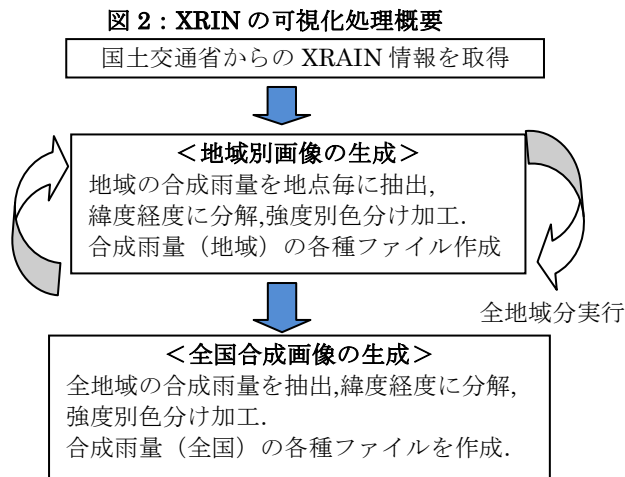 図 2：XRIN の可視化処理概要
国土交通省からの XRAIN 情報を取得
＜地域別画像の生成＞
地域の合成雨量を地点毎に抽出,
緯度経度に分解,強度別色分け加工.
合成雨量（地域）の各種ファイル作成
全地域分実行
＜全国合成画像の生成＞
全地域の合成雨量を抽出,緯度経度に分解,
強度別色分け加工.
合成雨量（全国）の各種ファイルを作成.